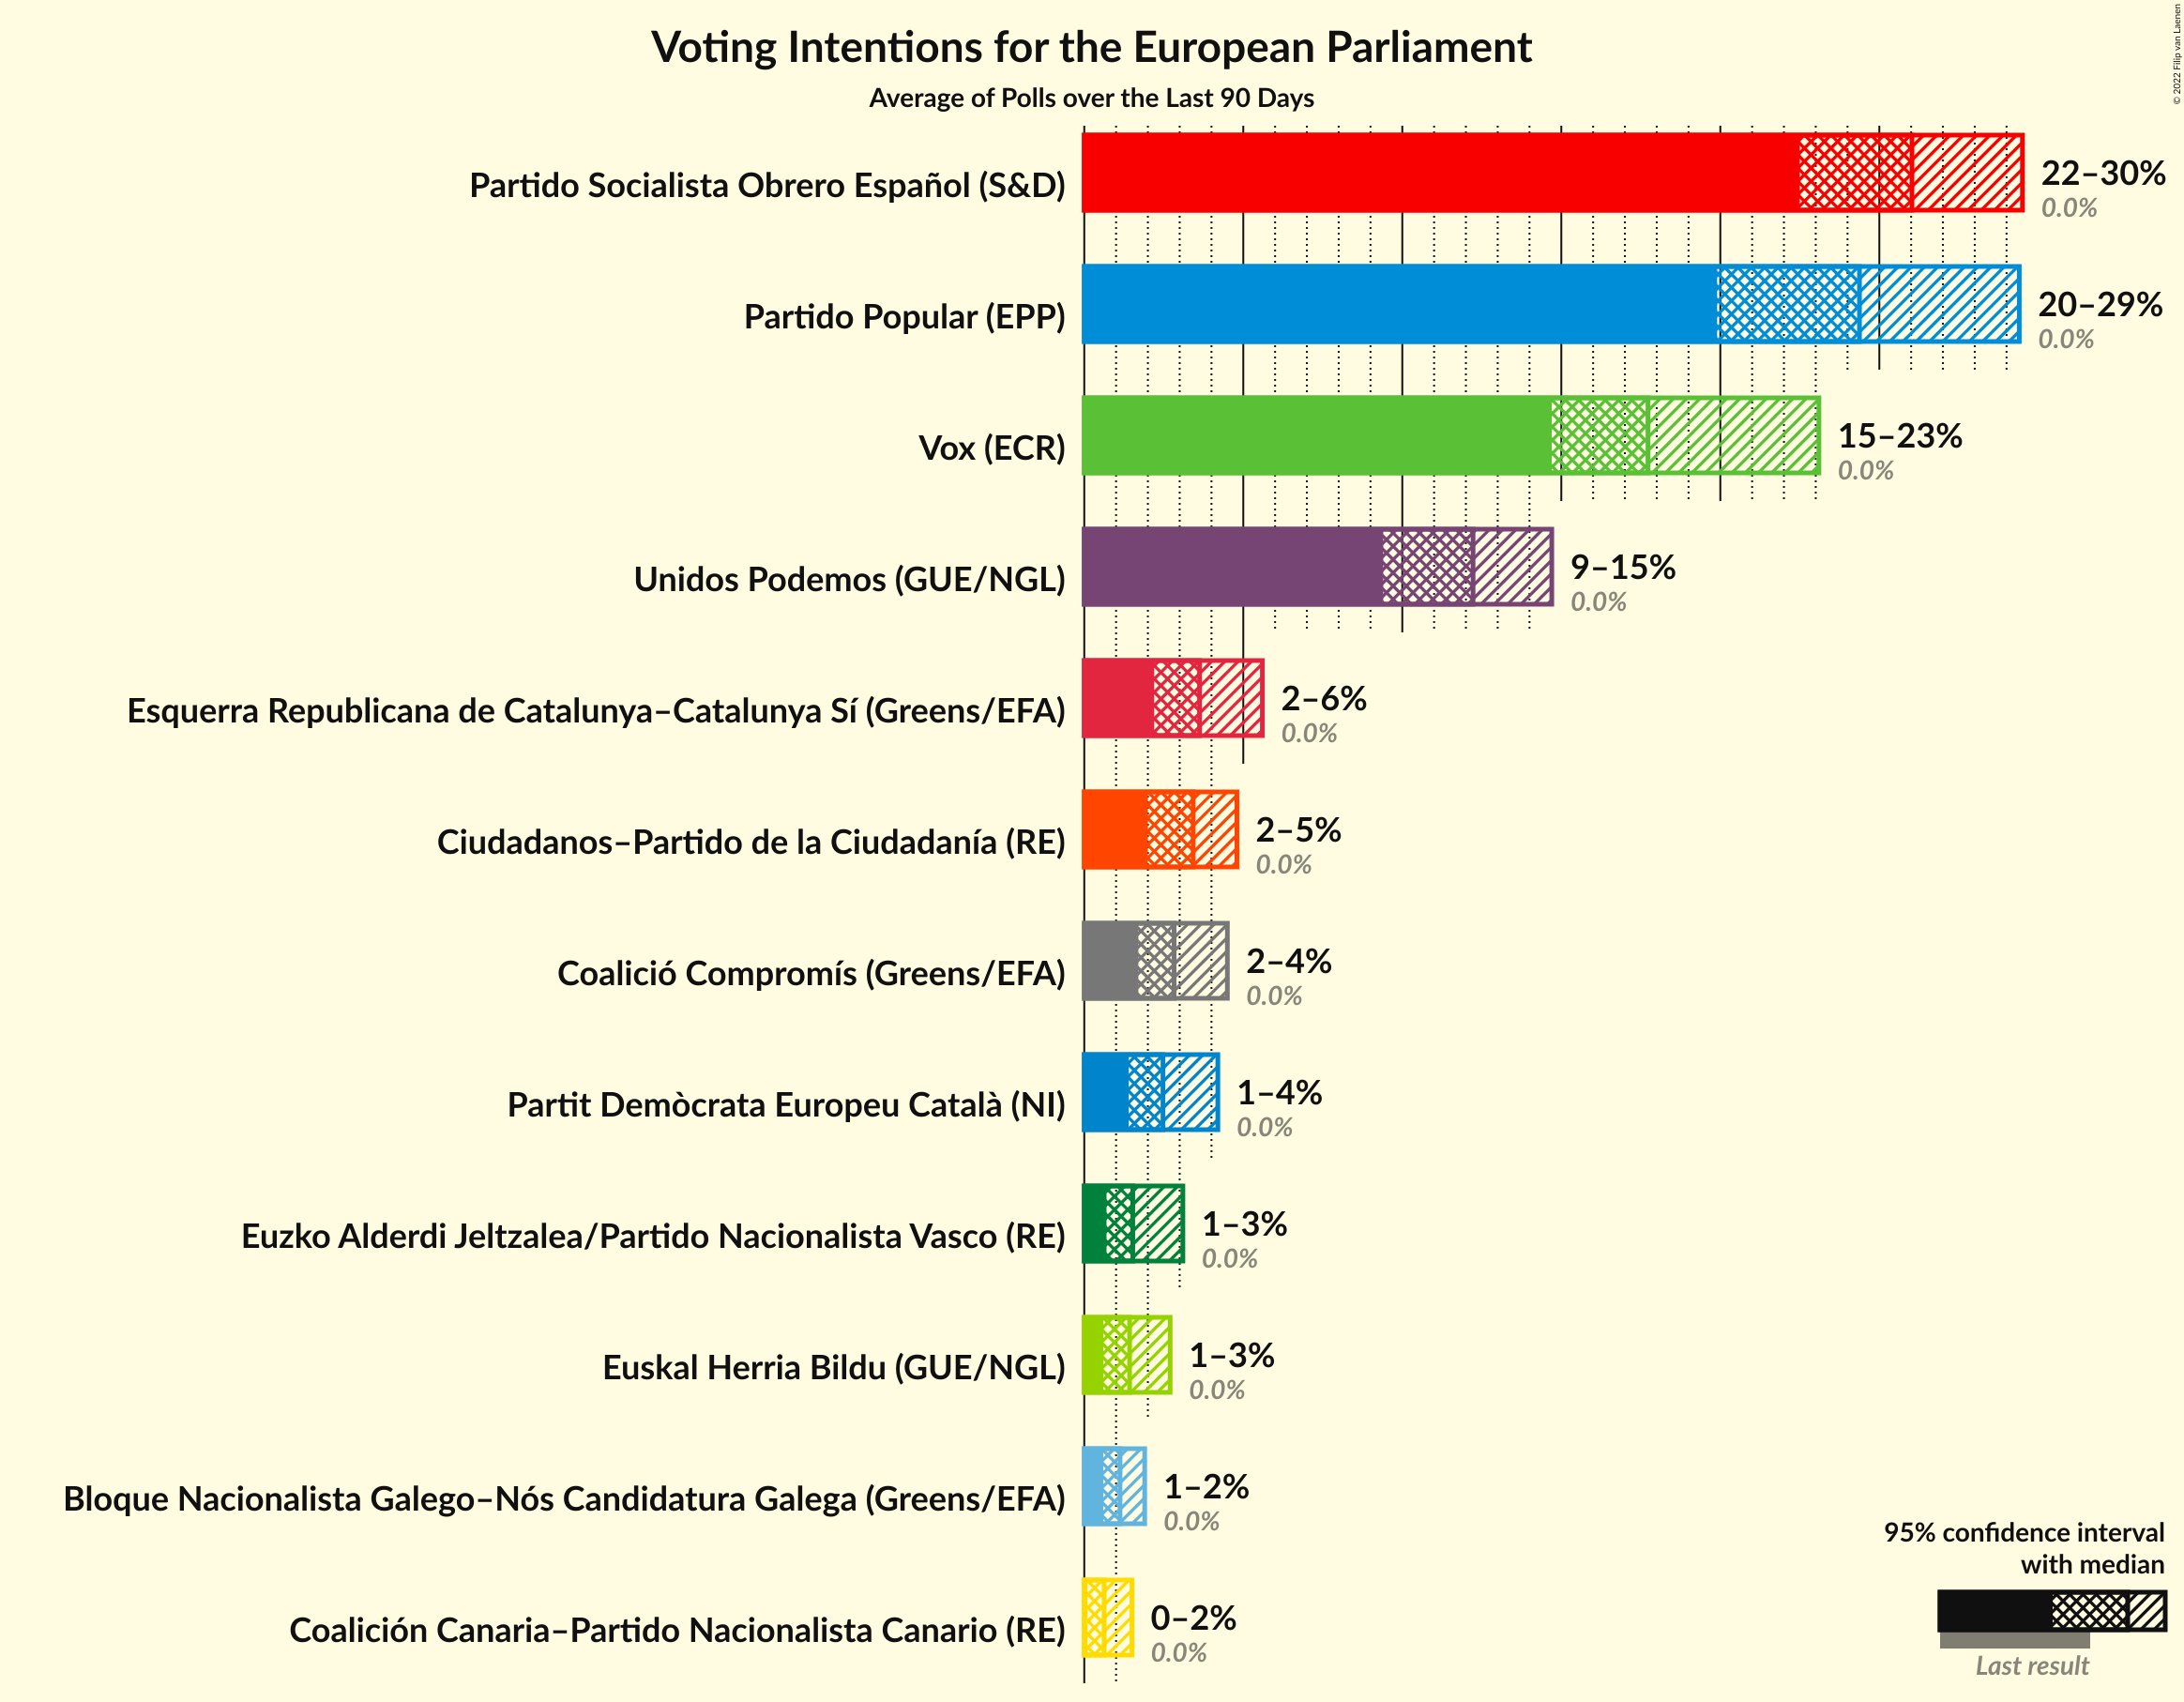 Voting Intentions for the European Parliament
Average of Polls over the Last 90 Days
© 2022 Filip van Laenen
Partido Socialista Obrero Español (S&D)
22–30%
0.0%
Partido Popular (EPP)
20–29%
0.0%
Vox (ECR)
15–23%
0.0%
Unidos Podemos (GUE/NGL)
9–15%
0.0%
Esquerra Republicana de Catalunya–Catalunya Sí (Greens/EFA)
2–6%
0.0%
Ciudadanos–Partido de la Ciudadanía (RE)
2–5%
0.0%
Coalició Compromís (Greens/EFA)
2–4%
0.0%
Partit Demòcrata Europeu Català (NI)
1–4%
0.0%
Euzko Alderdi Jeltzalea/Partido Nacionalista Vasco (RE)
1–3%
0.0%
Euskal Herria Bildu (GUE/NGL)
1–3%
0.0%
Bloque Nacionalista Galego–Nós Candidatura Galega (Greens/EFA)
1–2%
0.0%
Coalición Canaria–Partido Nacionalista Canario (RE)
0–2%
0.0%
95% confidence interval
with median
Last result